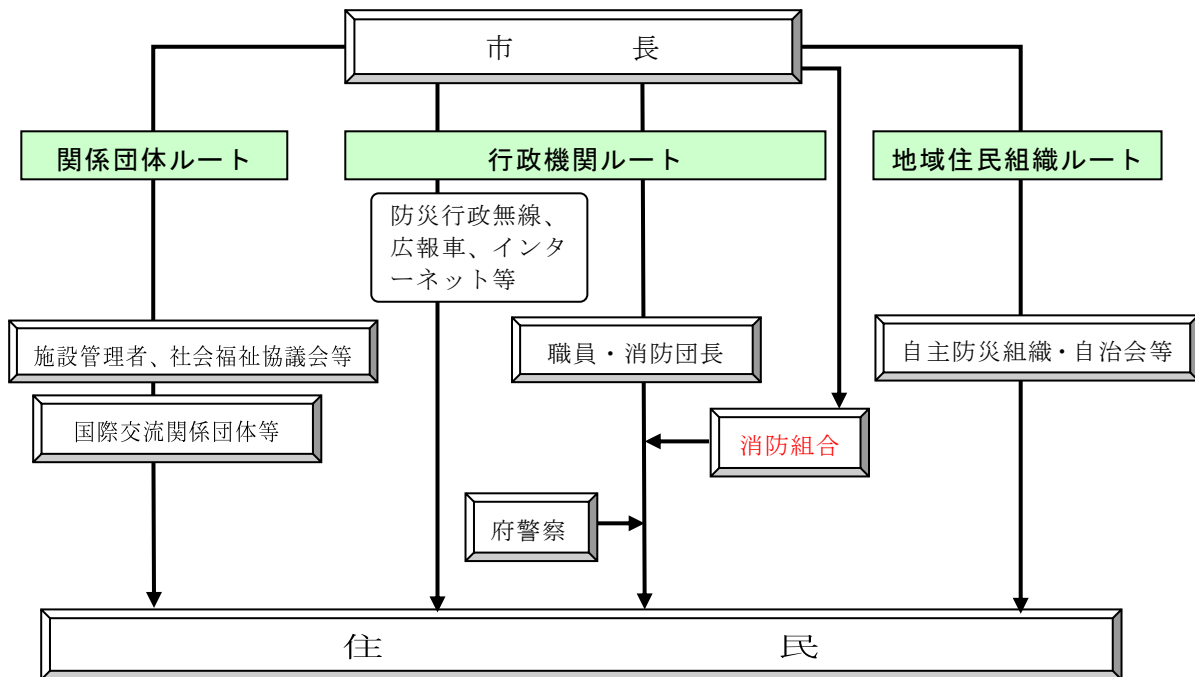 市　長
関係団体ルート
行政機関ルート
地域住民組織ルート
防災行政無線、
広報車、インタ
ーネット等
施設管理者、社会福祉協議会等
職員・消防団長
自主防災組織・自治会等
国際交流関係団体等
消防組合
府警察
住　民